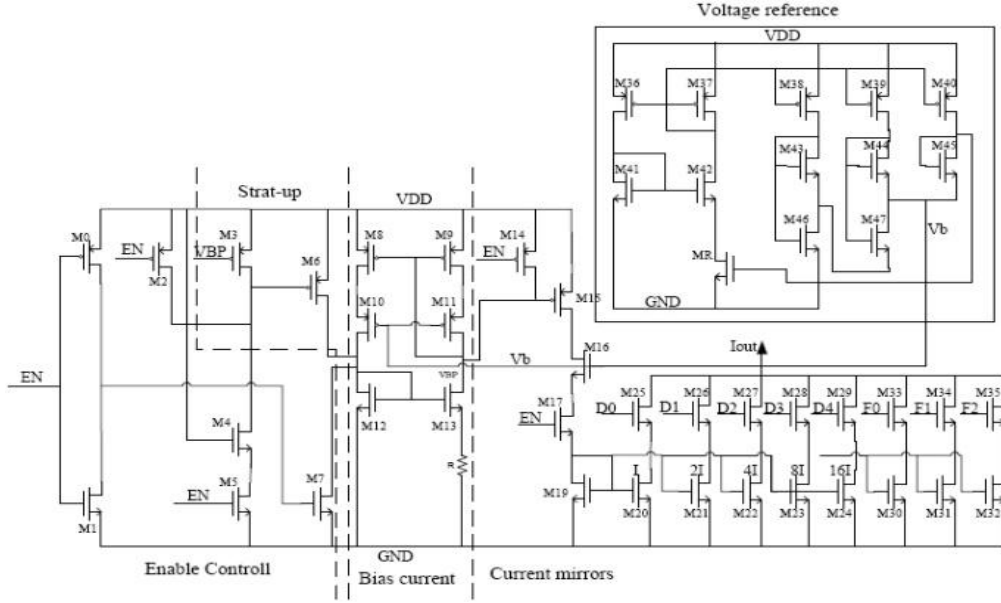 Voltage reference
VDD
M36 M37 M38 M39 M40
M41 M42 M43 M44 M45
M46 M47
MR
GND
Vb
Strat-up
VDD
M0 EN M2 VBP M3 M6 M8 M9 EN M14 M15
M10 M11
Vb
M16
Iout
EN
VBP
M12 M13
M17
EN
M25 M26 M27 M28 M29 M33 M34 M35
D0 D1 D2 D3 D4 F0 F1 F2
M4
R
M5
EN
M7
M19
I 2I 4I 8I 16I
M20 M21 M22 M23 M24 M30 M31 M32
M1
GND
Enable Controll Bias current Current mirrors